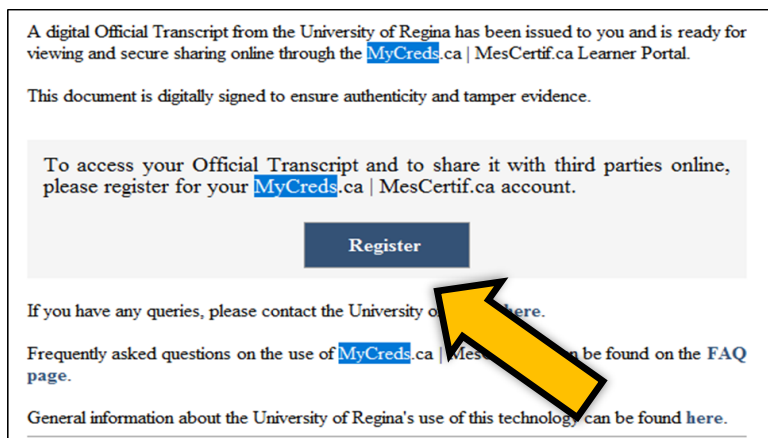 A digital Official Transcript from the University of Regina has been issued to you and is ready for
viewing and secure sharing online through the MyCreds.ca | MesCertif.ca Learner Portal.
This document is digitally signed to ensure authenticity and tamper evidence.
To access your Official Transcript and to share it with third parties online,
please register for your MyCreds.ca | MesCertif.ca account.
Register
If you have any queries, please contact the University here.
Frequently asked questions on the use of MyCreds.ca | be found on the FAQ
page.
General information about the University of Regina's use of this technology can be found here.